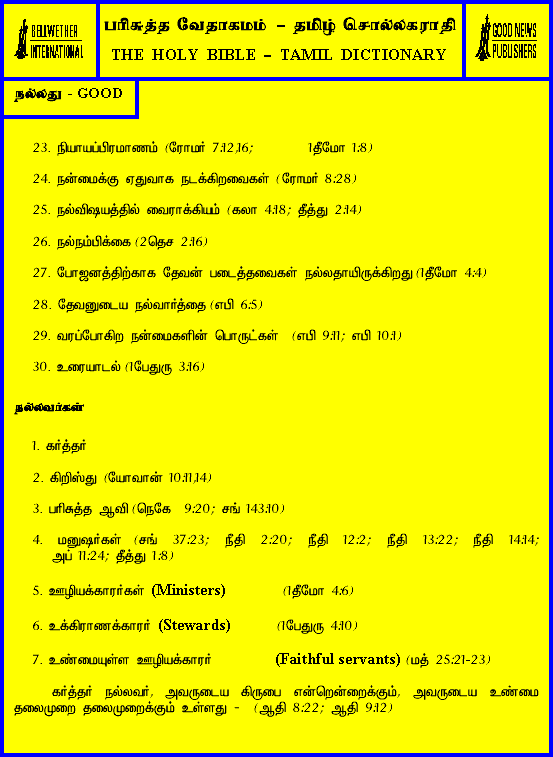 BELLWETHER
INTERNATIONAL
பரிசுத்த வேதாகமம் – தமிழ் சொல்லகராதி
THE HOLY BIBLE – TAMIL DICTIONARY
GOOD NEWS
PUBLISHERS
நல்லது - GOOD
23. நியாயப்பிரமாணம் (ரோமர் 7:12,16; 1தீமோ 1:8)
24. நன்மைக்கு ஏதுவாக நடக்கிறவைகள் (ரோமர் 8:28)
25. நல்விஷயத்தில் வைராக்கியம் (கலா 4:18; தீத்து 2:14)
26. நல்நம்பிக்கை (2தெச 2:16)
27. போஜனத்திற்காக தேவன் படைத்தவைகள் நல்லதாயிருக்கிறது (1தீமோ 4:4)
28. தேவனுடைய நல்வார்த்தை (எபி 6:5)
29. வரப்போகிற நன்மைகளின் பொருட்கள் (எபி 9:11; எபி 10:1)
30. உரையாடல் (1பேதுரு 3:16)
நல்லவர்கள்
1. கர்த்தர்
2. கிறிஸ்து (யோவான் 10:11,14)
3. பரிசுத்த ஆவி (நெகே 9:20; சங் 143:10)
4. மனுஷர்கள் (சங் 37:23; நீதி 2:20; நீதி 12:2; நீதி 13:22; நீதி 14:14;
அப் 11:24; தீத்து 1:8)
5. ஊழியக்காரர்கள் (Ministers) (1தீமோ 4:6)
6. உக்கிராணக்காரர் (Stewards) (1பேதுரு 4:10)
7. உண்மையுள்ள ஊழியக்காரர் (Faithful servants) (மத் 25:21-23)
கர்த்தர் நல்லவர், அவருடைய கிருபை என்றென்றைக்கும், அவருடைய உண்மை
தலைமுறை தலைமுறைக்கும் உள்ளது - (ஆதி 8:22; ஆதி 9:12)